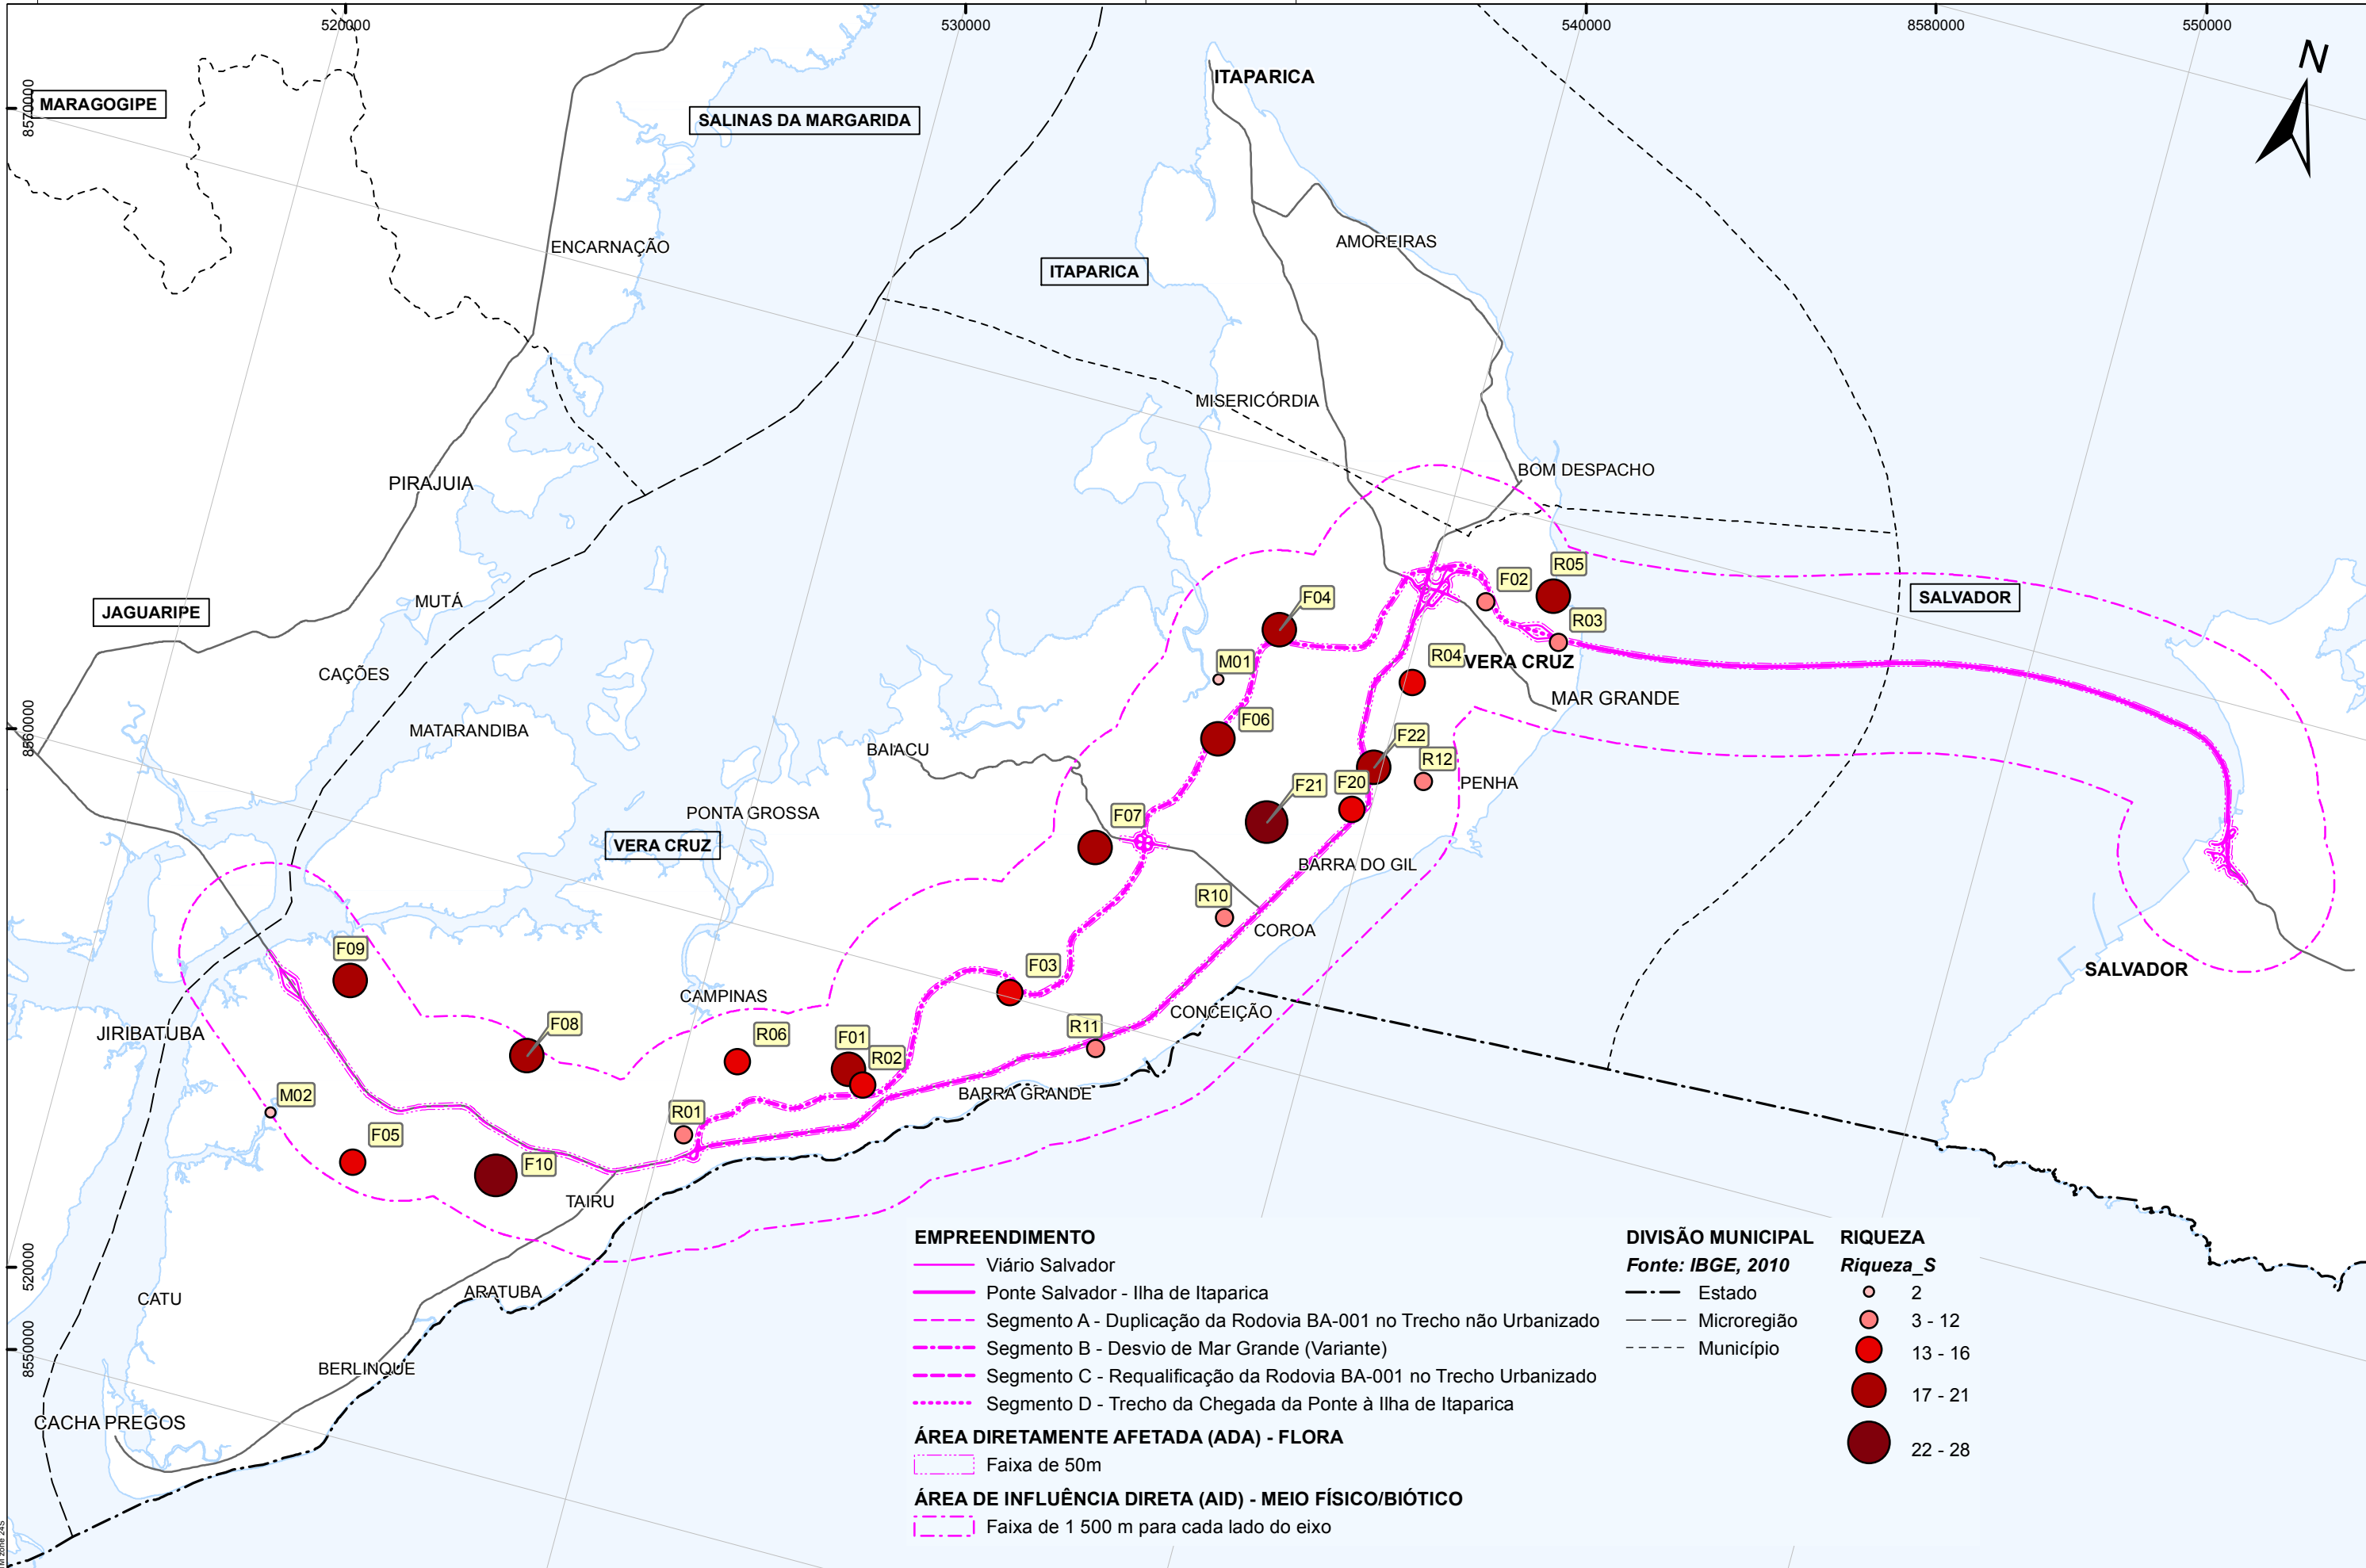 520000
530000
540000
8580000
8500000
N
8570000
MARAGOGIPE
SALINAS DA MARGARIDA
ITAPARICA
ENCARNAÇÃO
AMOREIRAS
ITAPARICA
MISERICÓRDIA
PIRAJUIA
BOM DESPACHO
JAGUARIPE
MUTÁ
F04
F02
R05
SALVADOR
R03
CAÇÕES
M01
R04
VERA CRUZ
MAR GRANDE
8560000
MATARANDIBA
BAIACU
F06
F22
R12
PENHA
PONTA GROSSA
F07
F21
F20
VERA CRUZ
BARRA DO GIL
R10
COROA
F09
F03
SALVADOR
CAMPINAS
CONCEIÇÃO
JIRIBATUBA
F08
R06
F01
R02
R11
M02
BARRA GRANDE
R01
F05
F10
TAIRU
520000
CATU
ARATUBA
8550000
BERLINQUE
CACHA PREGOS
EMPREENDIMENTO
Viário Salvador
Ponte Salvador - Ilha de Itaparica
Segmento A - Duplicação da Rodovia BA-001 no Trecho não Urbanizado
Segmento B - Desvio de Mar Grande (Variante)
Segmento C - Requalificação da Rodovia BA-001 no Trecho Urbanizado
Segmento D - Trecho da Chegada da Ponte à Ilha de Itaparica
ÁREA DIRETAMENTE AFETADA (ADA) - FLORA
Faixa de 50m
ÁREA DE INFLUÊNCIA DIRETA (AID) - MEIO FÍSICO/BIÓTICO
Faixa de 1 500 m para cada lado do eixo
DIVISÃO MUNICIPAL
Fonte: IBGE, 2010
Estado
Microregião
Município
RIQUEZA
Riqueza_S
2
3 - 12
13 - 16
17 - 21
22 - 28
zone 24S